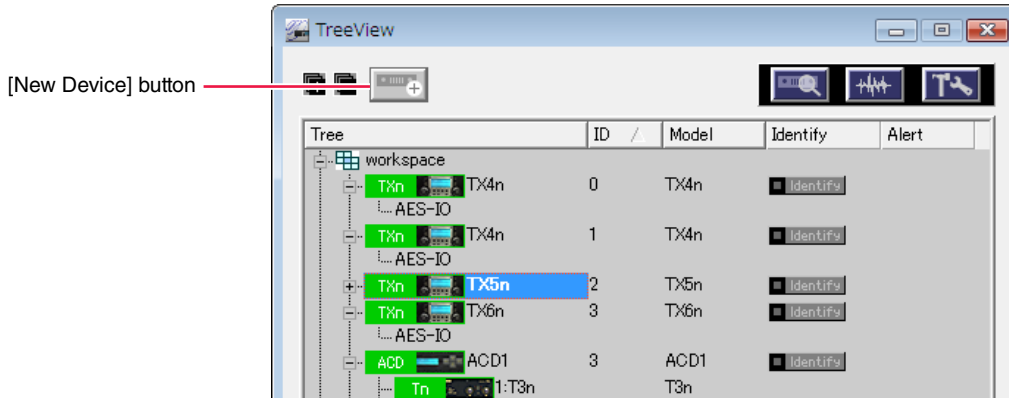 TreeView
[New Device] button
Tree ID Model Identify Alert
workspace
TXn TX4n 0 TX4n Identify
AES-IO
TXn TX4n 1 TX4n Identify
AES-IO
TXn TX5n 2 TX5n Identify
TXn TX6n 3 TX6n Identify
AES-IO
ACD ACD1 3 ACD1 Identify
Tn 1:T3n T3n